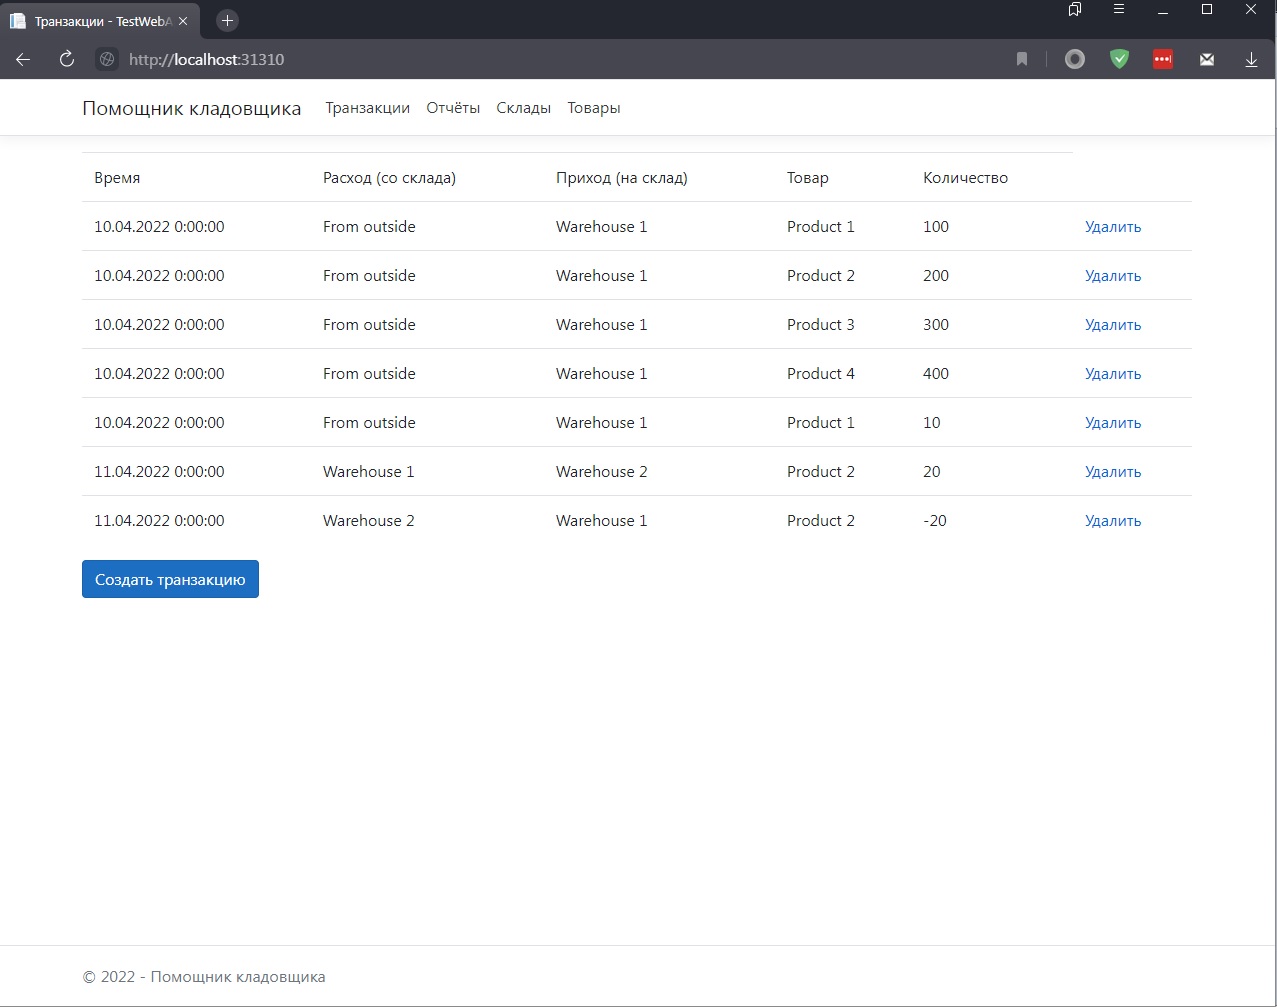 Транзакции - TestWebA
http://localhost:31310
Помощник кладовщика Транзакции Отчёты Склады Товары
Время Расход (со склада) Приход (на склад) Товар Количество
10.04.2022 0:00:00 From outside Warehouse 1 Product 1 100 Удалить
10.04.2022 0:00:00 From outside Warehouse 1 Product 2 200 Удалить
10.04.2022 0:00:00 From outside Warehouse 1 Product 3 300 Удалить
10.04.2022 0:00:00 From outside Warehouse 1 Product 4 400 Удалить
10.04.2022 0:00:00 From outside Warehouse 1 Product 1 10 Удалить
11.04.2022 0:00:00 Warehouse 1 Warehouse 2 Product 2 20 Удалить
11.04.2022 0:00:00 Warehouse 2 Warehouse 1 Product 2 -20 Удалить
Создать транзакцию
© 2022 - Помощник кладовщика